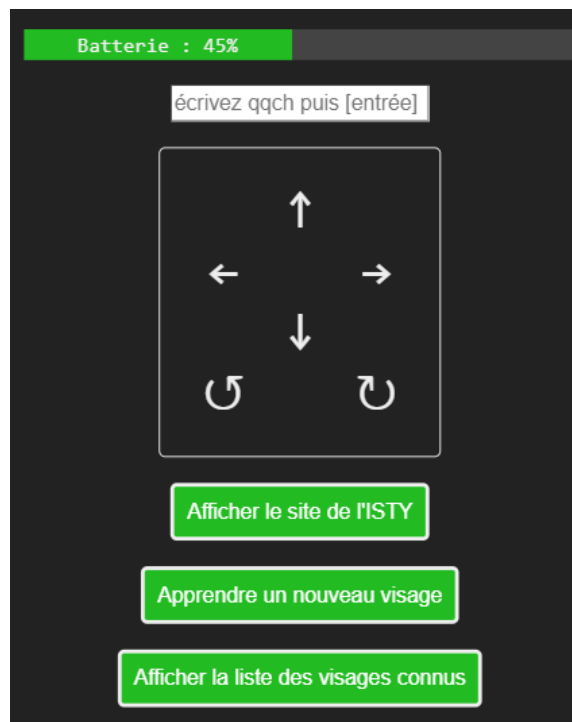 Batterie : 45%
écrivez qqch puis [entrée]
↑
← →
↓
↺ ↻
Afficher le site de l'ISTY
Apprendre un nouveau visage
Afficher la liste des visages connus